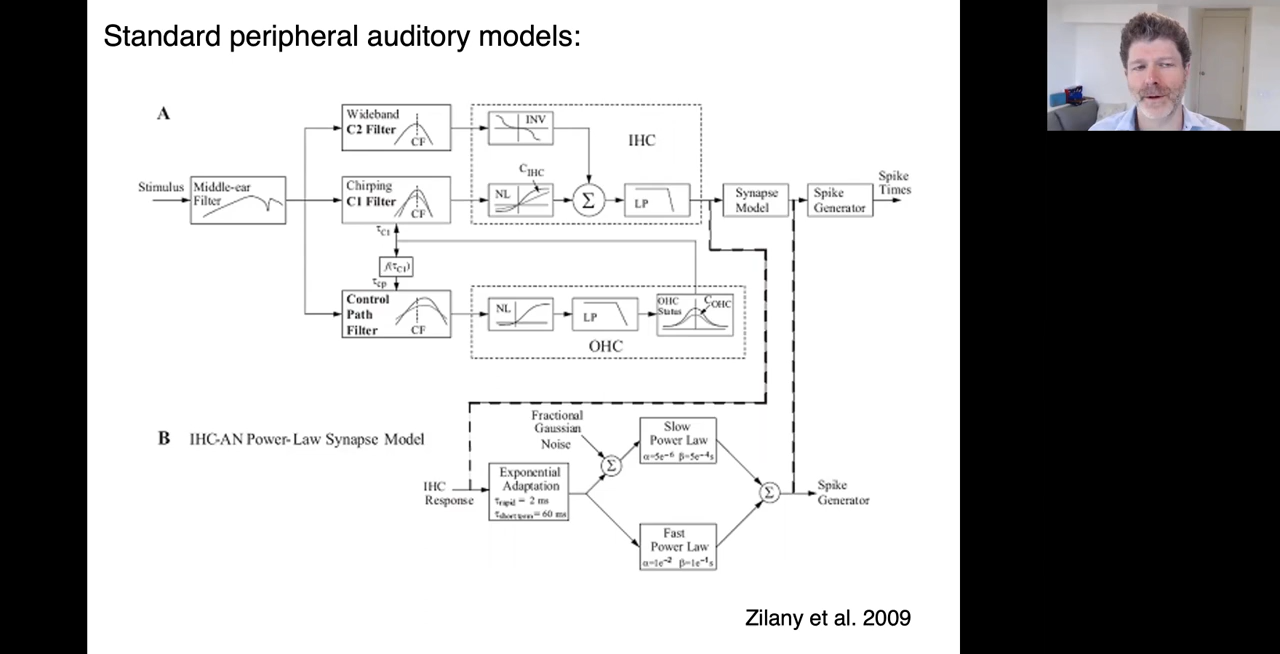 Standard peripheral auditory models:
A
Wideband
C2 Filter
CF
INV
IHC
Stimulus
Middle-ear
Filter
Chirping
C1 Filter
CF
C_IHC
NL
Σ
LP
Synapse
Model
Spike
Generator
Spike
Times
τ_C1
f(τ_C1)
τ_cp
Control
Path
Filter
CF
NL
LP
OHC
Status
C_OHC
OHC
B IHC-AN Power-Law Synapse Model
Fractional
Gaussian
Noise
Σ
Slow
Power Law
α=5e⁻⁶ β=5e⁻⁴s
IHC
Response
Exponential
Adaptation
τ_rapid = 2 ms
τ_short term = 60 ms
Σ
Spike
Generator
Fast
Power Law
α=1e⁻² β=1e⁻¹s
Zilany et al. 2009